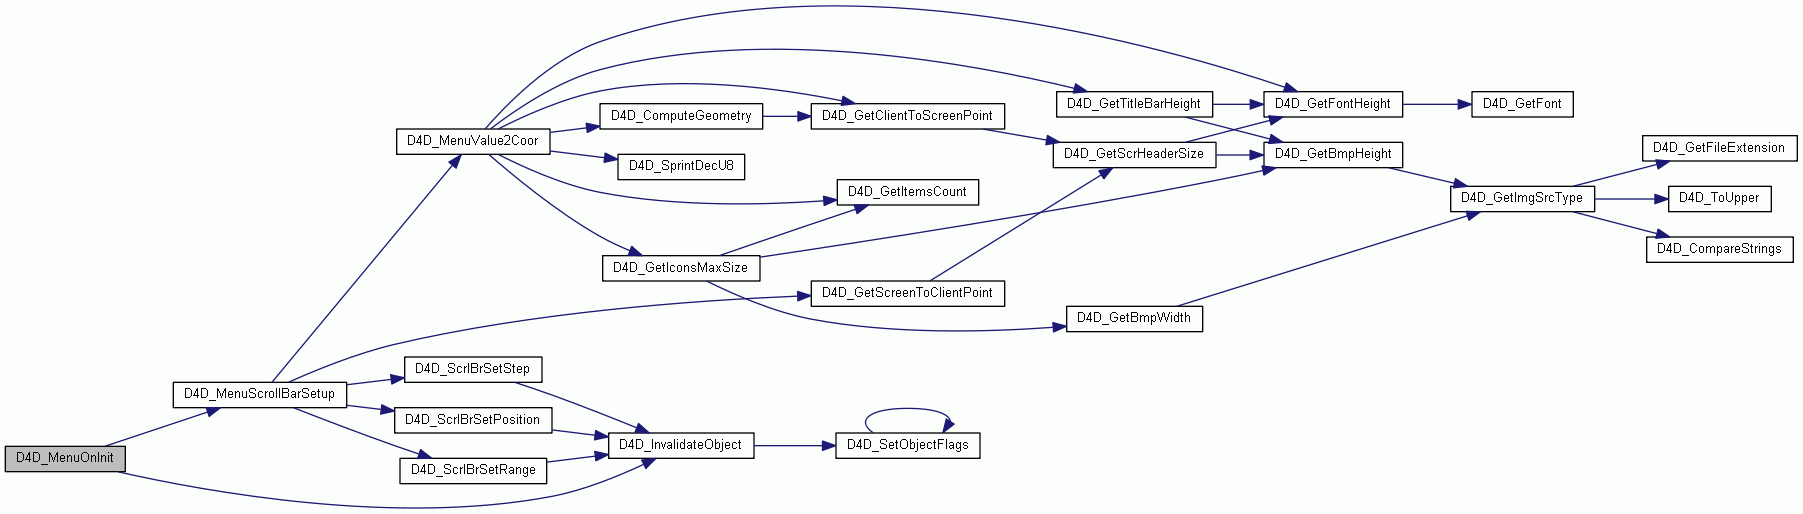 D4D_MenuOnInit
D4D_MenuScrollBarSetup
D4D_MenuValue2Coor
D4D_ScrlBrSetStep
D4D_ScrlBrSetPosition
D4D_ScrlBrSetRange
D4D_ComputeGeometry
D4D_SprintDecU8
D4D_GetIconsMaxSize
D4D_InvalidateObject
D4D_GetClientToScreenPoint
D4D_GetItemsCount
D4D_GetScreenToClientPoint
D4D_SetObjectFlags
D4D_GetTitleBarHeight
D4D_GetScrHeaderSize
D4D_GetBmpWidth
D4D_GetFontHeight
D4D_GetBmpHeight
D4D_GetFont
D4D_GetImgSrcType
D4D_GetFileExtension
D4D_ToUpper
D4D_CompareStrings